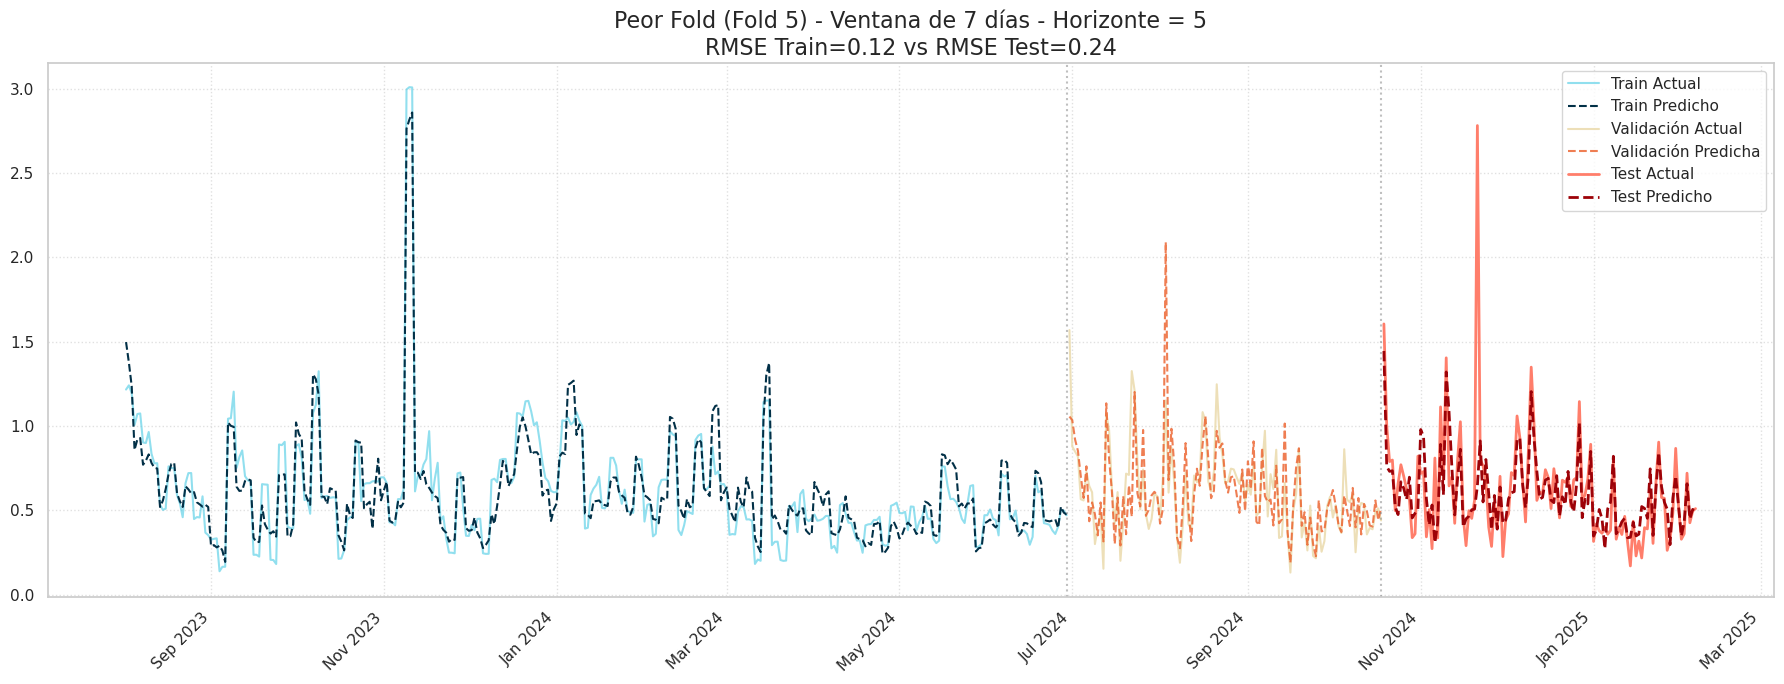 Peor Fold (Fold 5) - Ventana de 7 días - Horizonte = 5
RMSE Train=0.12 vs RMSE Test=0.24
Train Actual
Train Predicho
Validación Actual
Validación Predicha
Test Actual
Test Predicho
3.0
2.5
2.0
1.5
1.0
0.5
0.0
Sep 2023
Nov 2023
Jan 2024
Mar 2024
May 2024
Jul 2024
Sep 2024
Nov 2024
Jan 2025
Mar 2025